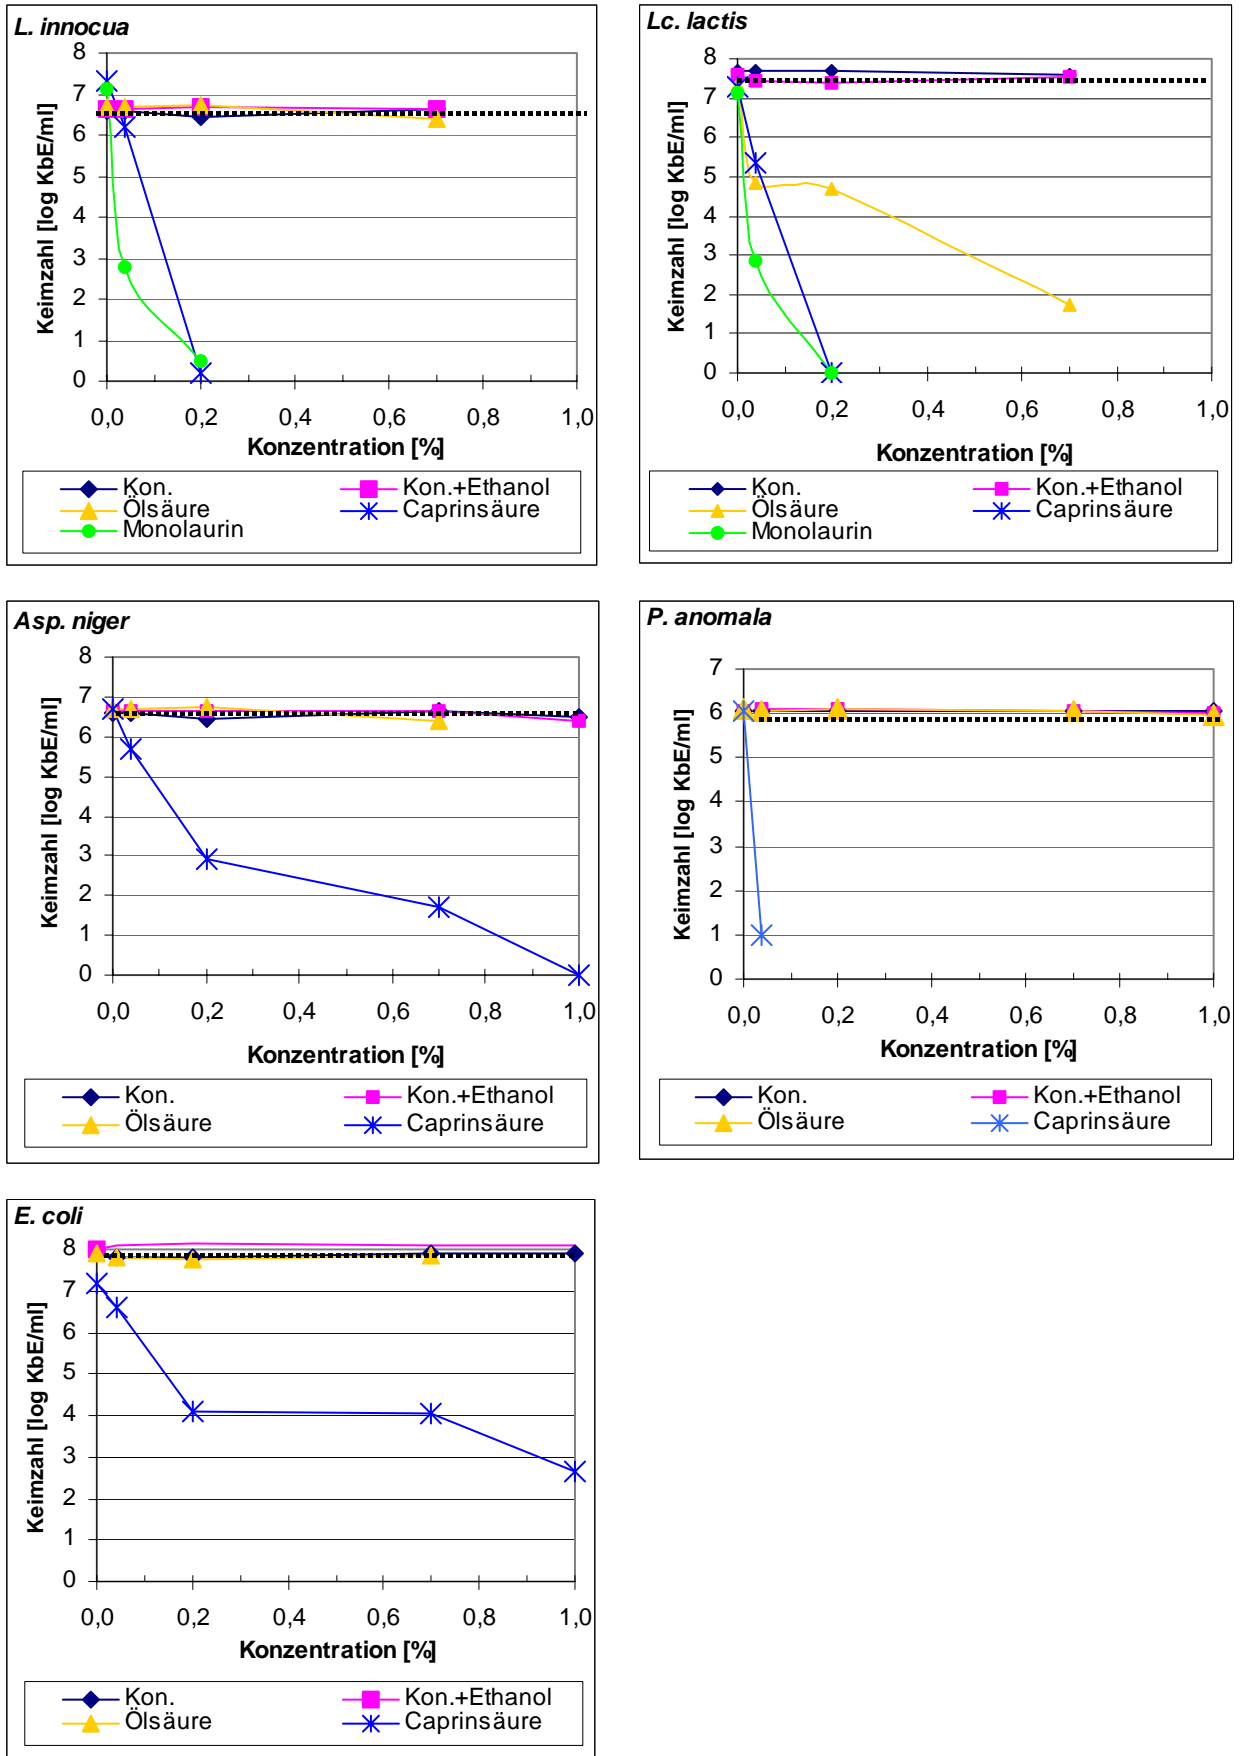 L. innocua
Keimzahl [log KbE/ml]
8
7
6
5
4
3
2
1
0
0,0 0,2 0,4 0,6 0,8 1,0
Konzentration [%]
Kon. Kon.+Ethanol
Ölsäure Caprinsäure
Monolaurin
Lc. lactis
Keimzahl [log KbE/ml]
8
7
6
5
4
3
2
1
0
0,0 0,2 0,4 0,6 0,8 1,0
Konzentration [%]
Kon. Kon.+Ethanol
Ölsäure Caprinsäure
Monolaurin
Asp. niger
Keimzahl [log KbE/ml]
8
7
6
5
4
3
2
1
0
0,0 0,2 0,4 0,6 0,8 1,0
Konzentration [%]
Kon. Kon.+Ethanol
Ölsäure Caprinsäure
P. anomala
Keimzahl [log KbE/ml]
7
6
5
4
3
2
1
0
0,0 0,2 0,4 0,6 0,8 1,0
Konzentration [%]
Kon. Kon.+Ethanol
Ölsäure Caprinsäure
E. coli
Keimzahl [log KbE/ml]
8
7
6
5
4
3
2
1
0
0,0 0,2 0,4 0,6 0,8 1,0
Konzentration [%]
Kon. Kon.+Ethanol
Ölsäure Caprinsäure